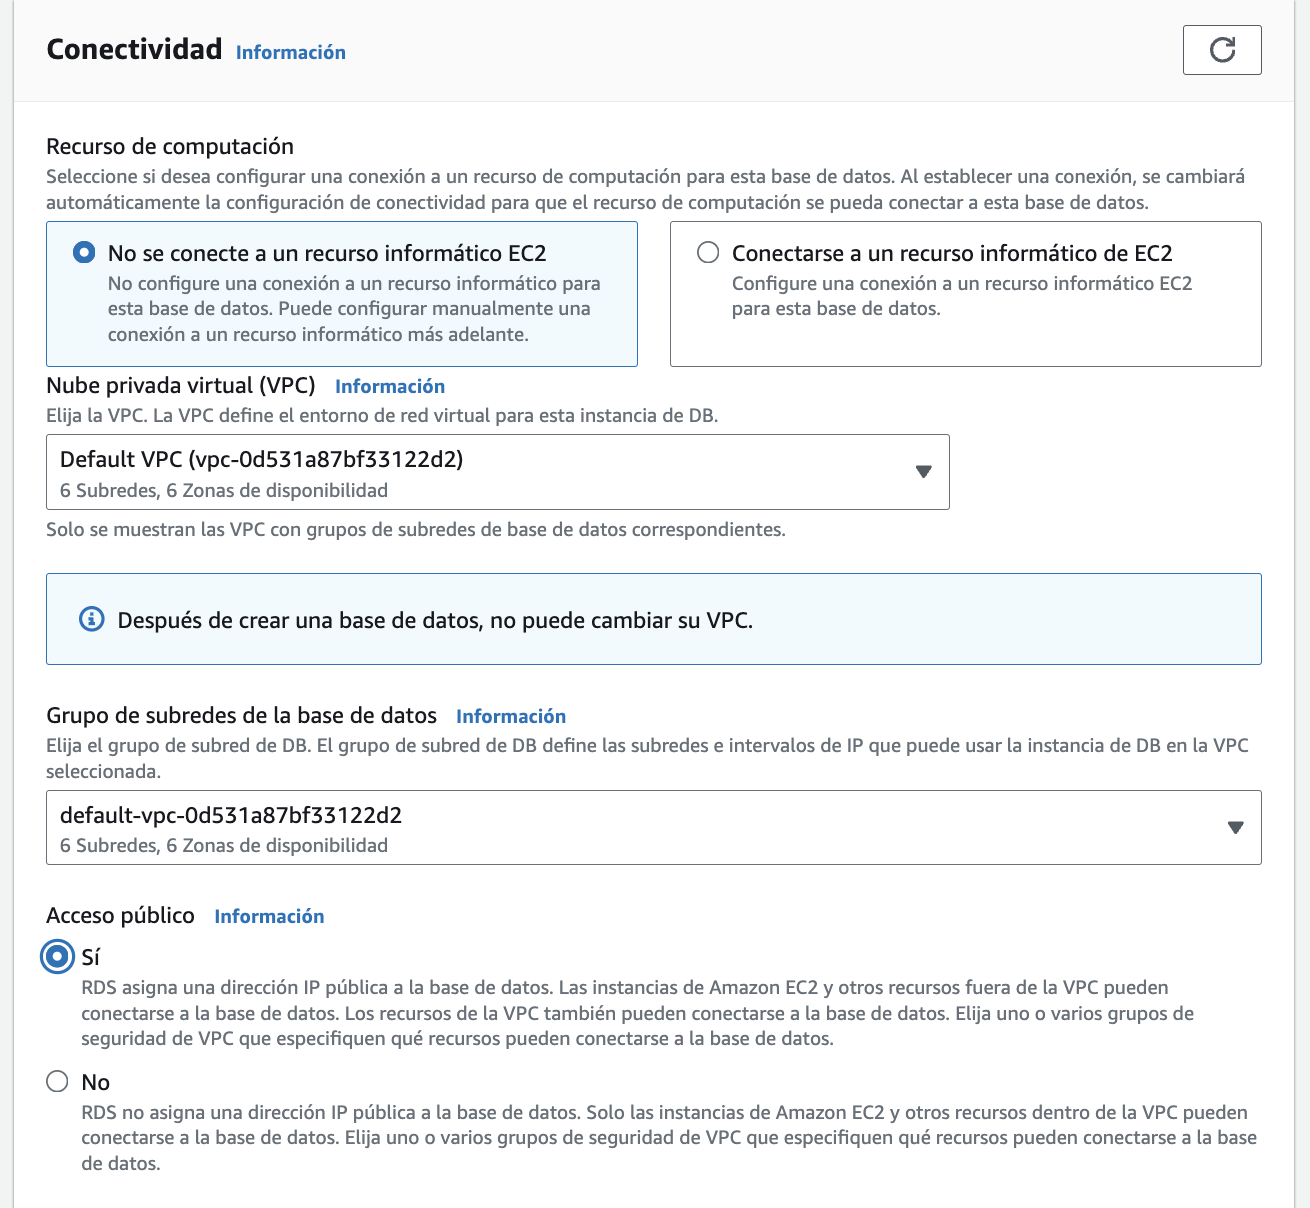 Conectividad Información
Recurso de computación
Seleccione si desea configurar una conexión a un recurso de computación para esta base de datos. Al establecer una conexión, se cambiará
automáticamente la configuración de conectividad para que el recurso de computación se pueda conectar a esta base de datos.
No se conecte a un recurso informático EC2
No configure una conexión a un recurso informático para
esta base de datos. Puede configurar manualmente una
conexión a un recurso informático más adelante.
Conectarse a un recurso informático de EC2
Configure una conexión a un recurso informático EC2
para esta base de datos.
Nube privada virtual (VPC) Información
Elija la VPC. La VPC define el entorno de red virtual para esta instancia de DB.
Default VPC (vpc-0d531a87bf33122d2)
6 Subredes, 6 Zonas de disponibilidad
Solo se muestran las VPC con grupos de subredes de base de datos correspondientes.
Después de crear una base de datos, no puede cambiar su VPC.
Grupo de subredes de la base de datos Información
Elija el grupo de subred de DB. El grupo de subred de DB define las subredes e intervalos de IP que puede usar la instancia de DB en la VPC
seleccionada.
default-vpc-0d531a87bf33122d2
6 Subredes, 6 Zonas de disponibilidad
Acceso público Información
Sí
RDS asigna una dirección IP pública a la base de datos. Las instancias de Amazon EC2 y otros recursos fuera de la VPC pueden
conectarse a la base de datos. Los recursos de la VPC también pueden conectarse a la base de datos. Elija uno o varios grupos de
seguridad de VPC que especifiquen qué recursos pueden conectarse a la base de datos.
No
RDS no asigna una dirección IP pública a la base de datos. Solo las instancias de Amazon EC2 y otros recursos dentro de la VPC pueden
conectarse a la base de datos. Elija uno o varios grupos de seguridad de VPC que especifiquen qué recursos pueden conectarse a la base
de datos.